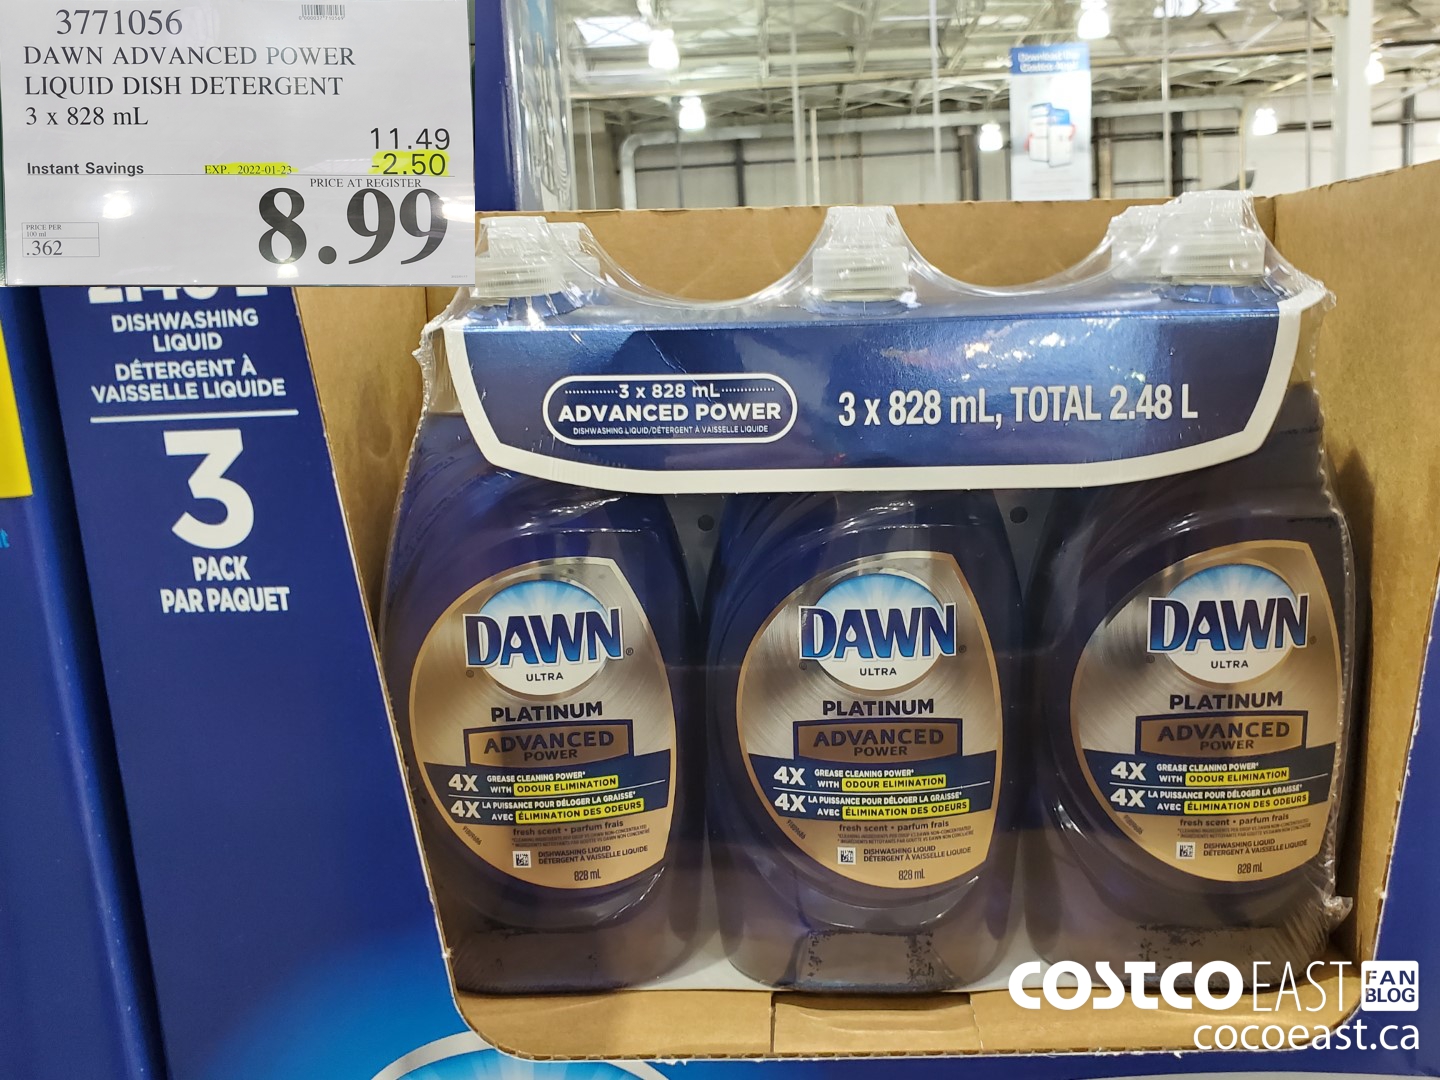 3771056
DAWN ADVANCED POWER
LIQUID DISH DETERGENT
3 x 828 mL
11.49
Instant Savings EXP. 2022-01-23 -2.50
PRICE AT REGISTER
8.99
PRICE PER
100 ml
.362
DISHWASHING
LIQUID
DÉTERGENT À
VAISSELLE LIQUIDE
3
PACK
PAR PAQUET
3 x 828 mL
ADVANCED POWER
DISHWASHING LIQUID/DÉTERGENT À VAISSELLE LIQUIDE
3 x 828 mL, TOTAL 2.48 L
DAWN®
ULTRA
PLATINUM
ADVANCED
POWER
4X GREASE CLEANING POWER*
WITH ODOUR ELIMINATION
4X LA PUISSANCE POUR DÉLOGER LA GRAISSE*
AVEC ÉLIMINATION DES ODEURS
fresh scent • parfum frais
DISHWASHING LIQUID
DÉTERGENT À VAISSELLE LIQUIDE
828 mL
DAWN
ULTRA
PLATINUM
ADVANCED
POWER
4X GREASE CLEANING POWER*
WITH ODOUR ELIMINATION
4X LA PUISSANCE POUR DÉLOGER LA GRAISSE*
AVEC ÉLIMINATION DES ODEURS
fresh scent • parfum frais
DISHWASHING LIQUID
DÉTERGENT À VAISSELLE LIQUIDE
828 mL
DAWN
ULTRA
PLATINUM
ADVANCED
POWER
4X GREASE CLEANING POWER*
WITH ODOUR ELIMINATION
4X LA PUISSANCE POUR DÉLOGER LA GRAISSE*
AVEC ÉLIMINATION DES ODEURS
fresh scent • parfum frais
DISHWASHING LIQUID
DÉTERGENT À VAISSELLE LIQUIDE
828 mL
COSTCO EAST FAN
BLOG
cocoeast.ca